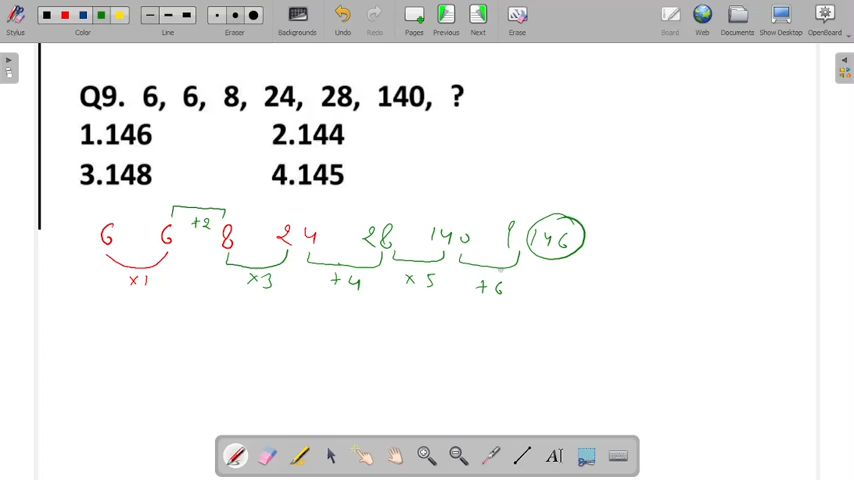 Stylus Color Line Eraser Backgrounds Undo Redo Pages Previous Next Erase Board Web Documents Show Desktop OpenBoard
Q9. 6, 6, 8, 24, 28, 140, ?
1.146 2.144
3.148 4.145
6 6 +2 8 24 28 140 ? 146
×1 ×3 +4 ×5 +6